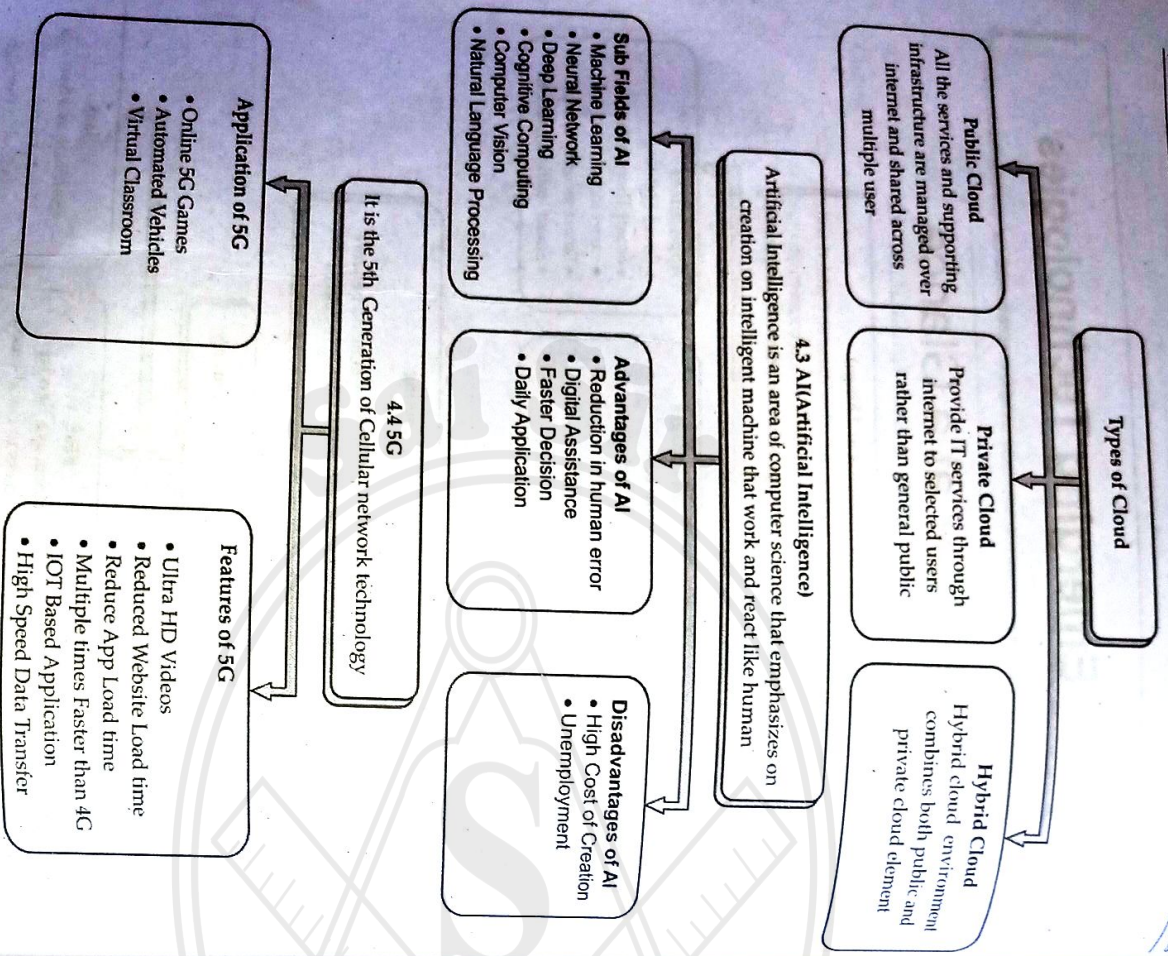 Types of Cloud
Public Cloud
All the services and supporting
infrastructure are managed over
internet and shared across
multiple user
Private Cloud
Provide IT services through
internet to selected users
rather than general public
Hybrid Cloud
Hybrid cloud environment
combines both public and
private cloud element
4.3 AI(Artificial Intelligence)
Artificial Intelligence is an area of computer science that emphasizes on
creation on intelligent machine that work and react like human
Sub Fields of AI
• Machine Learning
• Neural Network
• Deep Learning
• Cognitive Computing
• Computer Vision
• Natural Language Processing
Advantages of AI
• Reduction in human error
• Digital Assistance
• Faster Decision
• Daily Application
Disadvantages of AI
• High Cost of Creation
• Unemployment
4.4 5G
It is the 5th Generation of Cellular network technology
Application of 5G
• Online 5G Games
• Automated Vehicles
• Virtual Classroom
Features of 5G
• Ultra HD Videos
• Reduced Website Load time
• Reduce App Load time
• Multiple times Faster than 4G
• IOT Based Application
• High Speed Data Transfer